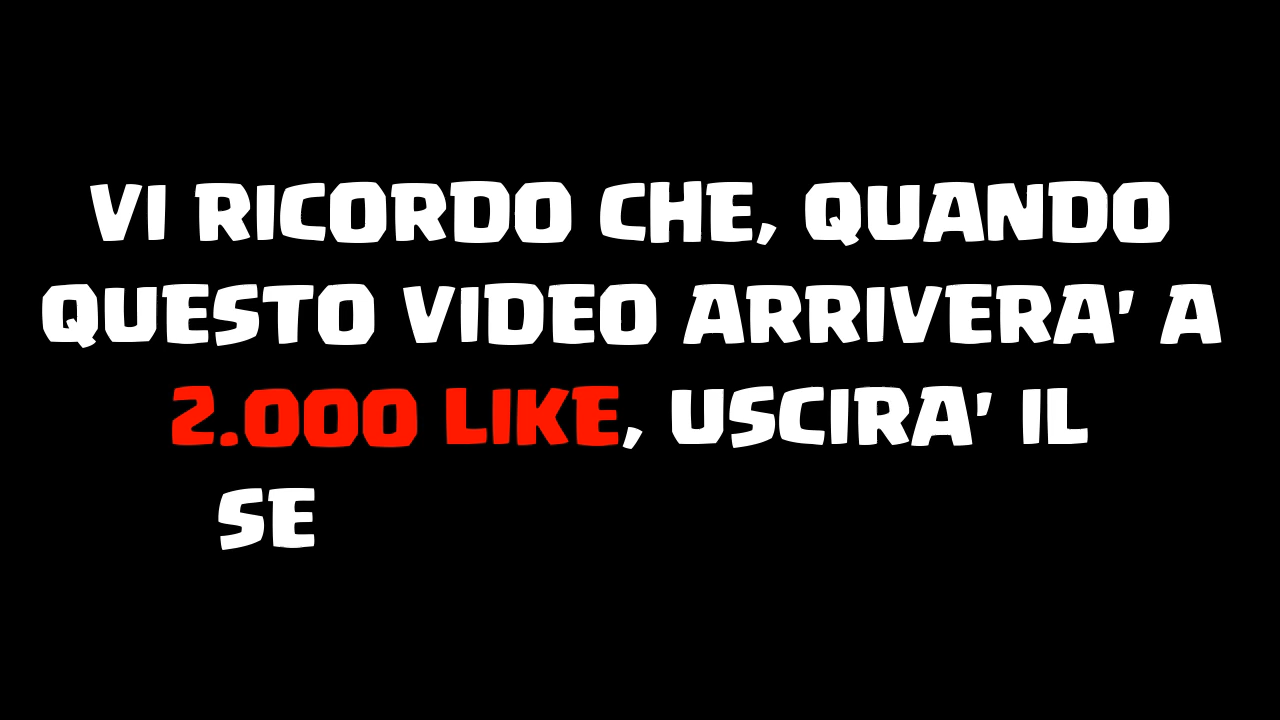 VI RICORDO CHE, QUANDO
QUESTO VIDEO ARRIVERA' A
2.000 LIKE, USCIRA' IL
SE